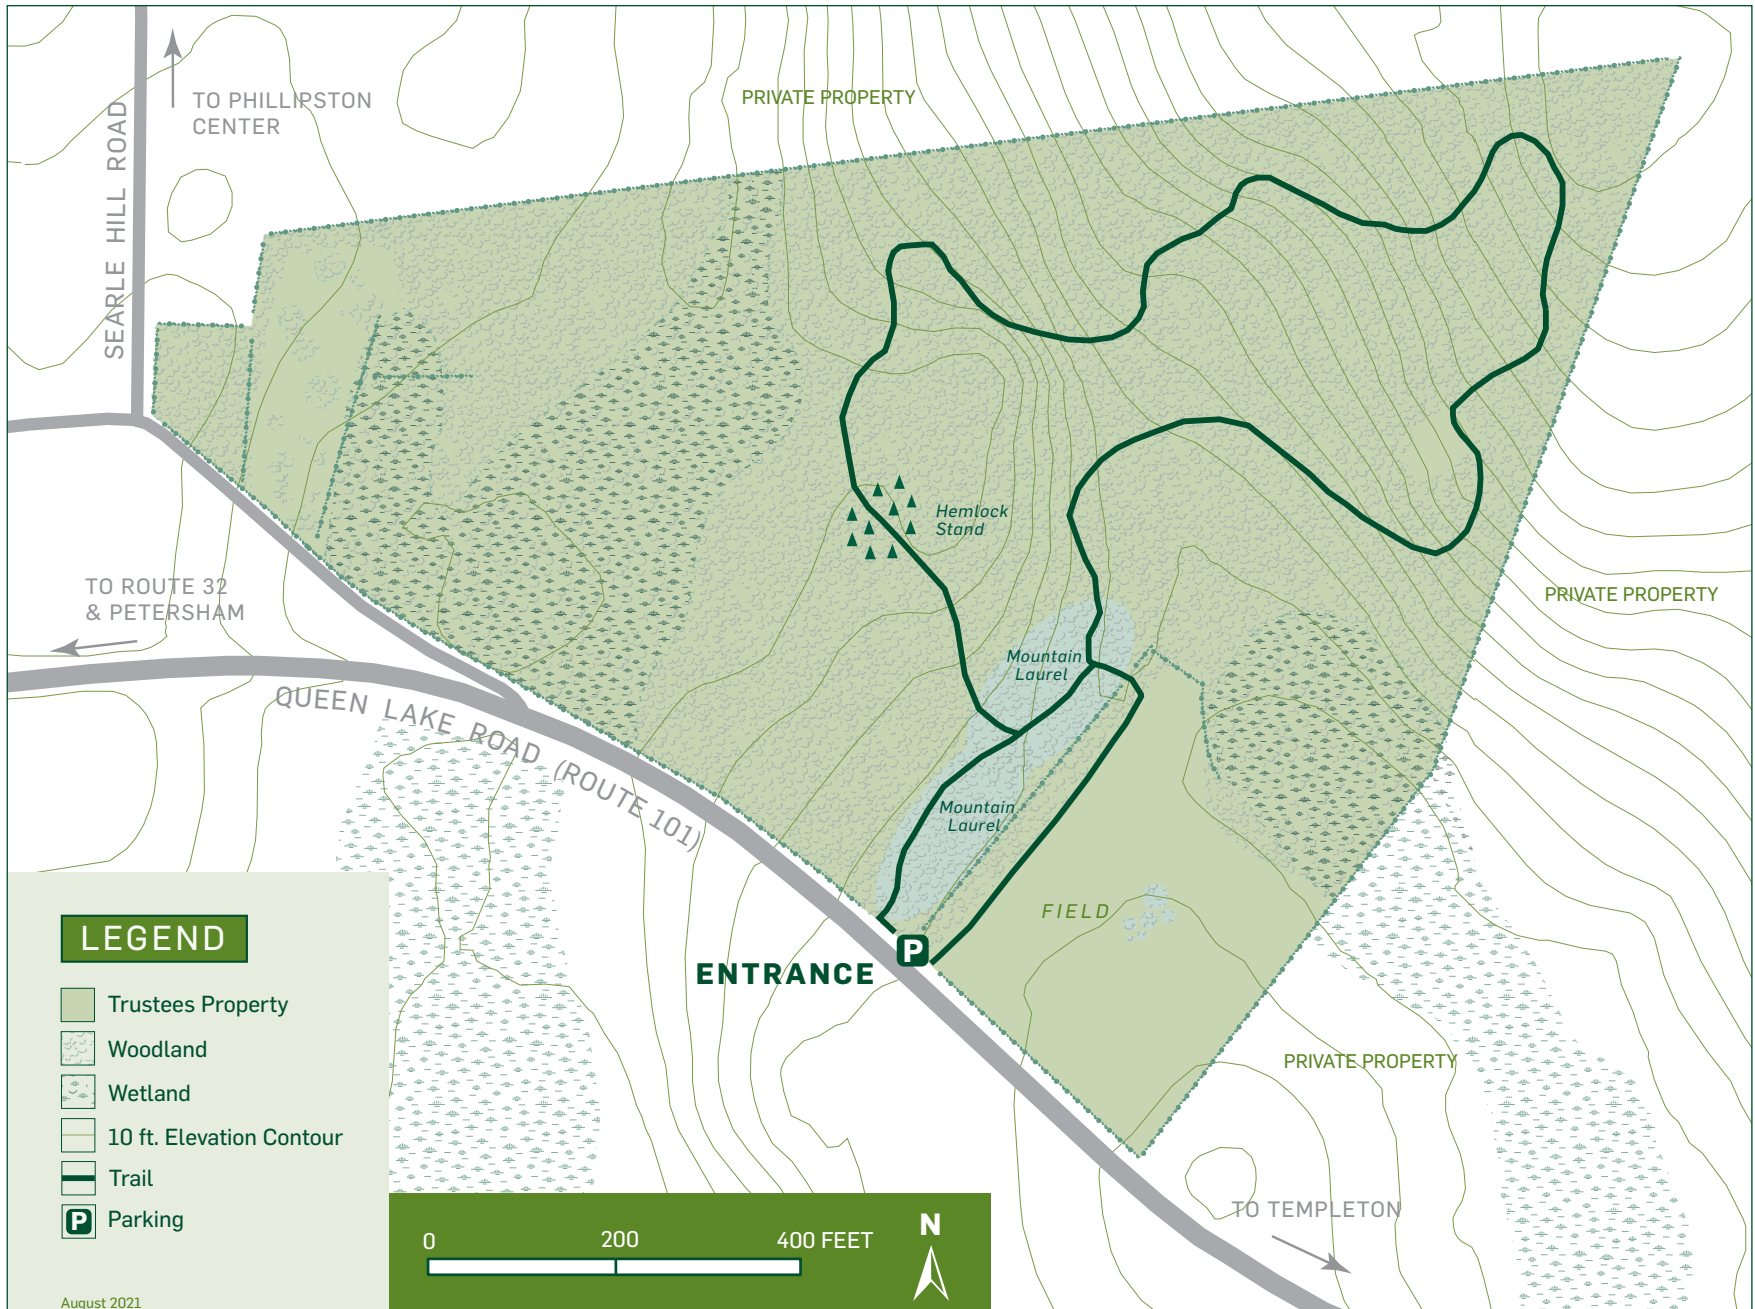 TO PHILLIPSTON
CENTER
SEARLE HILL ROAD
PRIVATE PROPERTY
Hemlock
Stand
TO ROUTE 32
& PETERSHAM
PRIVATE PROPERTY
Mountain
Laurel
QUEEN LAKE ROAD (ROUTE 101)
Mountain
Laurel
FIELD
P
ENTRANCE
PRIVATE PROPERTY
TO TEMPLETON
LEGEND
Trustees Property
Woodland
Wetland
10 ft. Elevation Contour
Trail
P Parking
August 2021
0 200 400 FEET
N